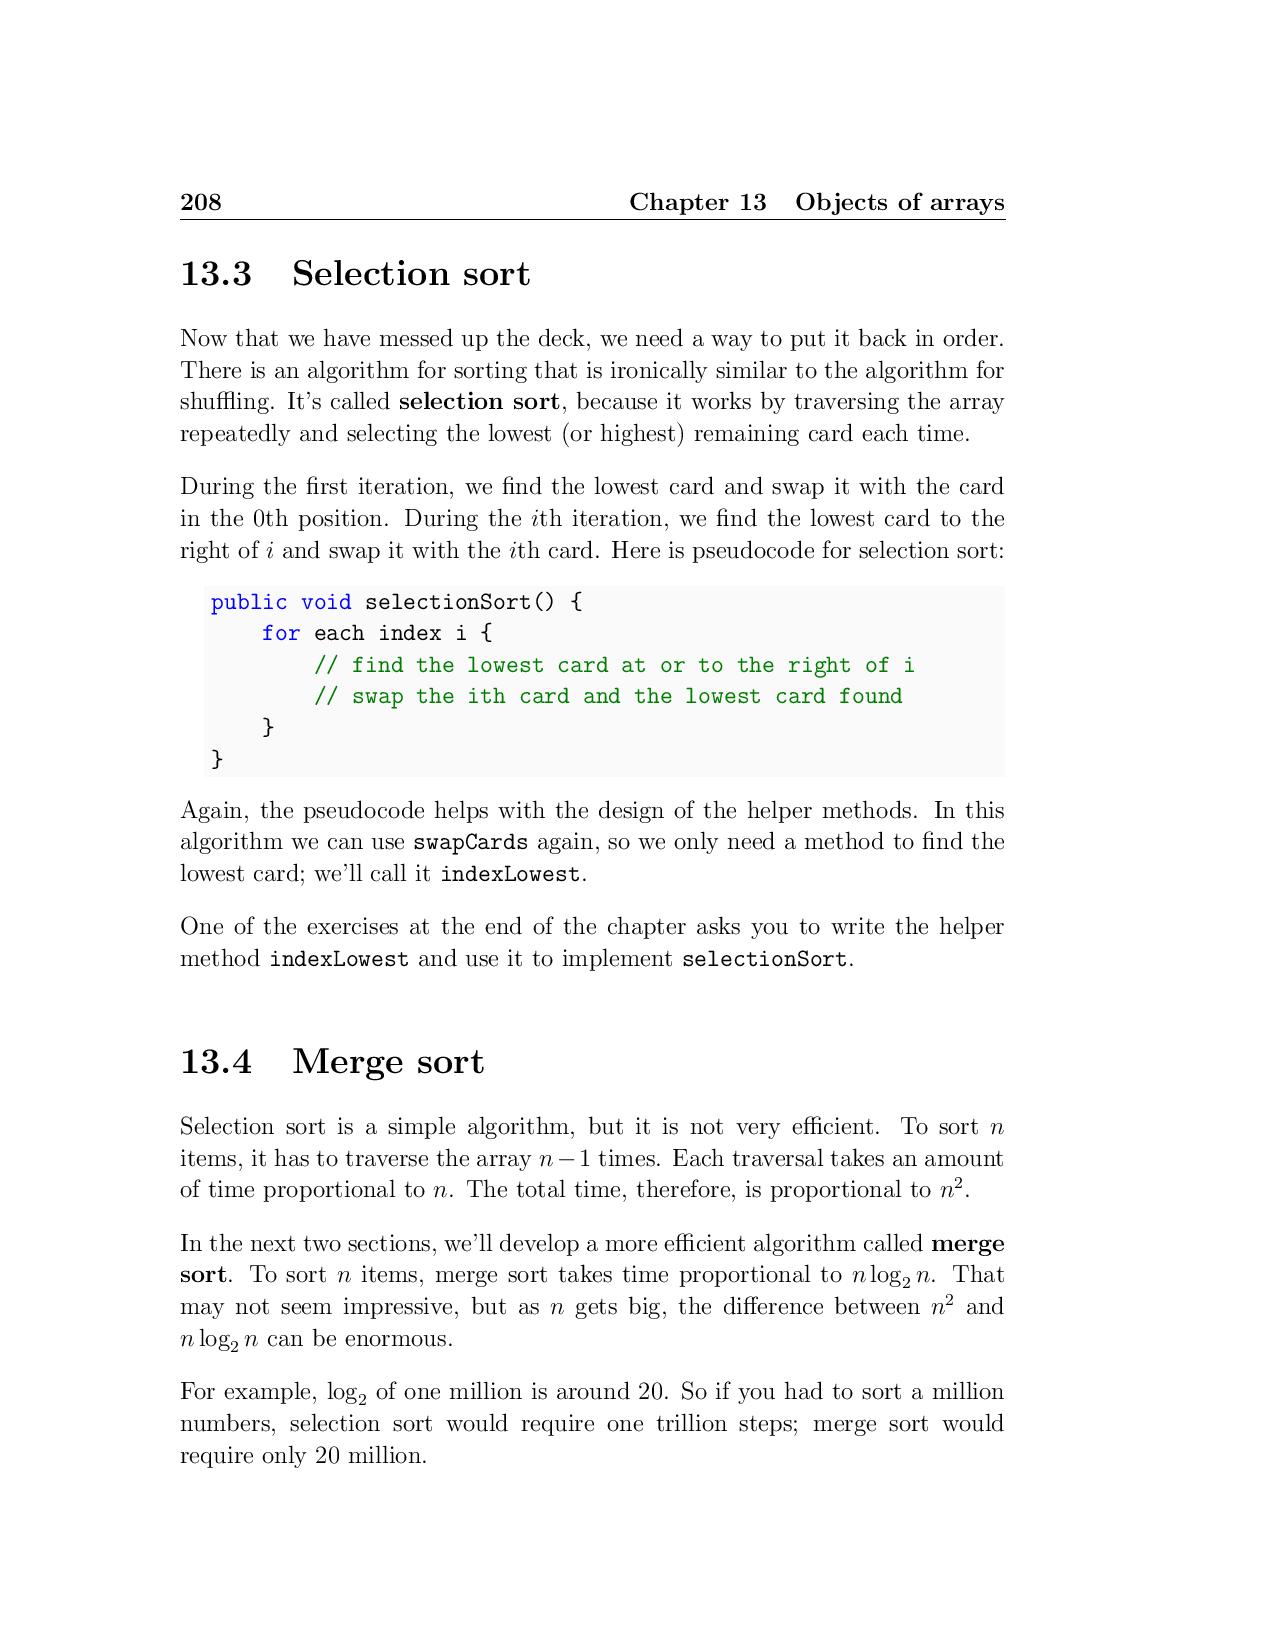 208 Chapter 13 Objects of arrays
13.3 Selection sort
Now that we have messed up the deck, we need a way to put it back in order.
There is an algorithm for sorting that is ironically similar to the algorithm for
shuffling. It's called selection sort, because it works by traversing the array
repeatedly and selecting the lowest (or highest) remaining card each time.
During the first iteration, we find the lowest card and swap it with the card
in the 0th position. During the ith iteration, we find the lowest card to the
right of i and swap it with the ith card. Here is pseudocode for selection sort:
public void selectionSort() {
    for each index i {
        // find the lowest card at or to the right of i
        // swap the ith card and the lowest card found
    }
}
Again, the pseudocode helps with the design of the helper methods. In this
algorithm we can use swapCards again, so we only need a method to find the
lowest card; we'll call it indexLowest.
One of the exercises at the end of the chapter asks you to write the helper
method indexLowest and use it to implement selectionSort.
13.4 Merge sort
Selection sort is a simple algorithm, but it is not very efficient. To sort n
items, it has to traverse the array n − 1 times. Each traversal takes an amount
of time proportional to n. The total time, therefore, is proportional to n².
In the next two sections, we'll develop a more efficient algorithm called merge
sort. To sort n items, merge sort takes time proportional to n log₂ n. That
may not seem impressive, but as n gets big, the difference between n² and
n log₂ n can be enormous.
For example, log₂ of one million is around 20. So if you had to sort a million
numbers, selection sort would require one trillion steps; merge sort would
require only 20 million.